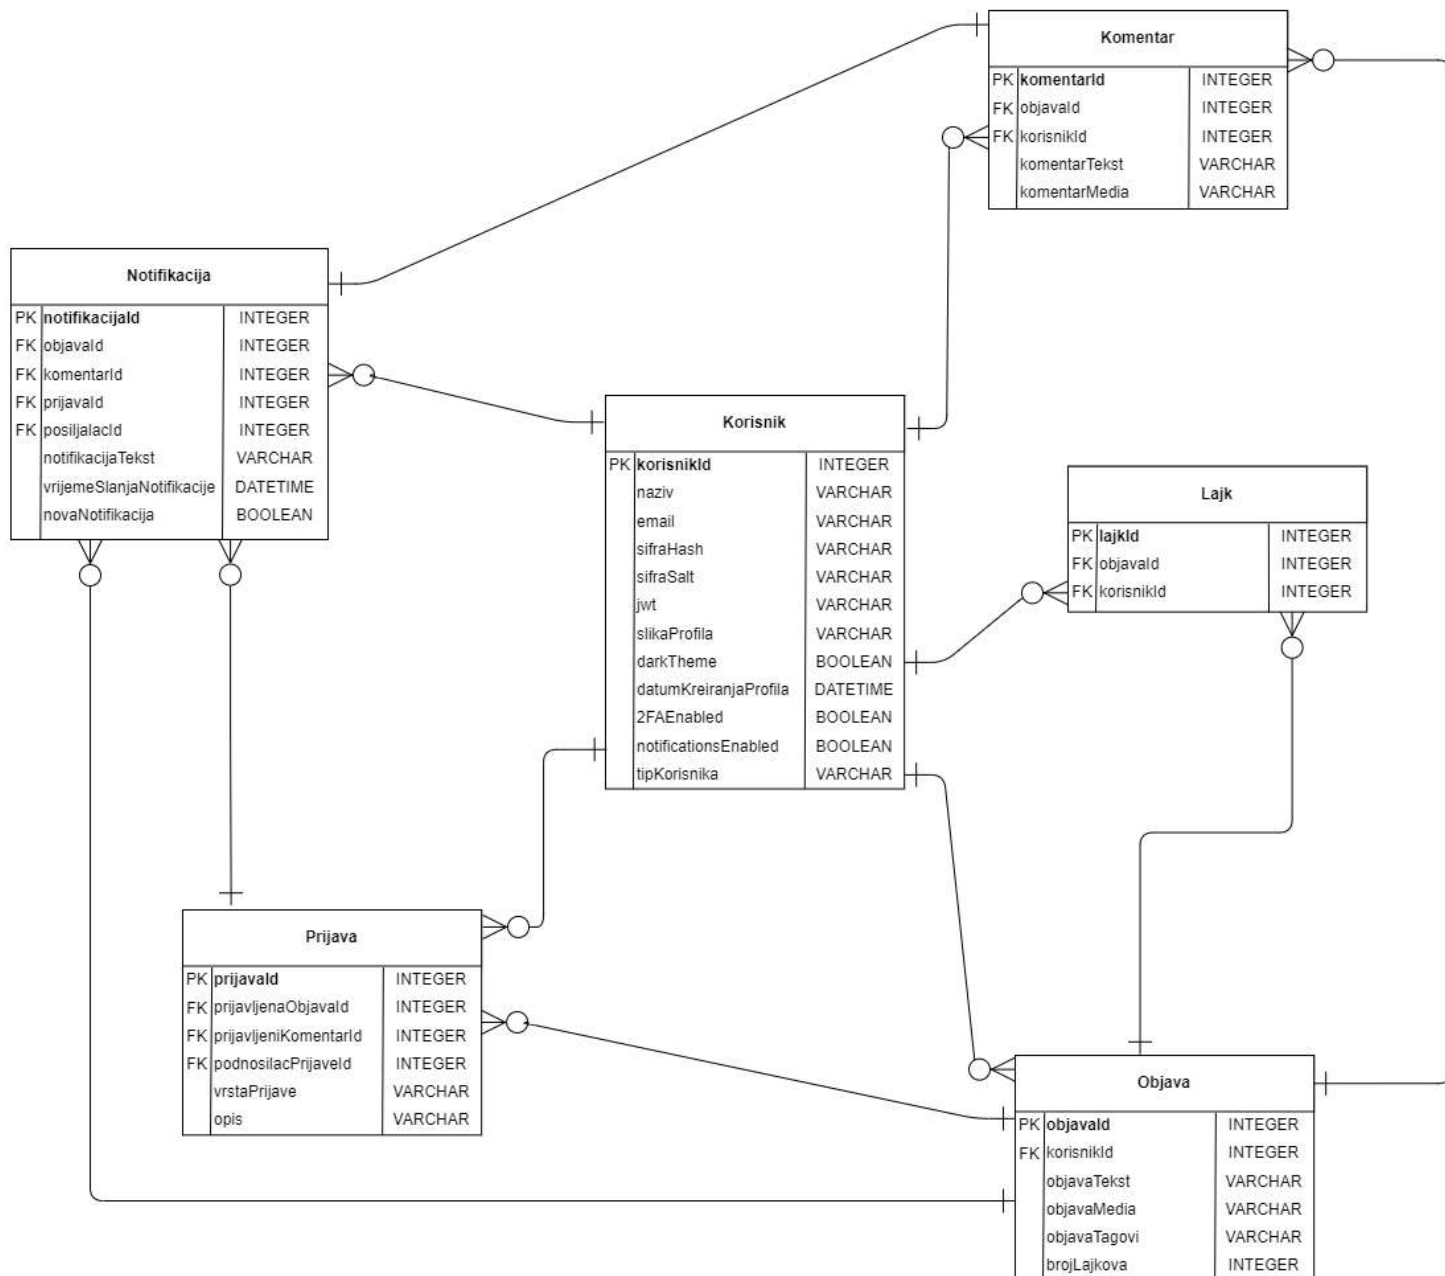 Komentar
PK komentarId INTEGER
FK objavaId INTEGER
FK korisnikId INTEGER
komentarTekst VARCHAR
komentarMedia VARCHAR
Notifikacija
PK notifikacijaId INTEGER
FK objavaId INTEGER
FK komentarId INTEGER
FK prijavaId INTEGER
FK posiljalacId INTEGER
notifikacijaTekst VARCHAR
vrijemeSlanjaNotifikacije DATETIME
novaNotifikacija BOOLEAN
Korisnik
PK korisnikId INTEGER
naziv VARCHAR
email VARCHAR
sifraHash VARCHAR
sifraSalt VARCHAR
jwt VARCHAR
slikaProfila VARCHAR
darkTheme BOOLEAN
datumKreiranjaProfila DATETIME
2FAEnabled BOOLEAN
notificationsEnabled BOOLEAN
tipKorisnika VARCHAR
Lajk
PK lajkId INTEGER
FK objavaId INTEGER
FK korisnikId INTEGER
Prijava
PK prijavaId INTEGER
FK prijavljenaObjavaId INTEGER
FK prijavljeniKomentarId INTEGER
FK podnosilacPrijaveId INTEGER
vrstaPrijave VARCHAR
opis VARCHAR
Objava
PK objavaId INTEGER
FK korisnikId INTEGER
objavaTekst VARCHAR
objavaMedia VARCHAR
objavaTagovi VARCHAR
brojLajkova INTEGER